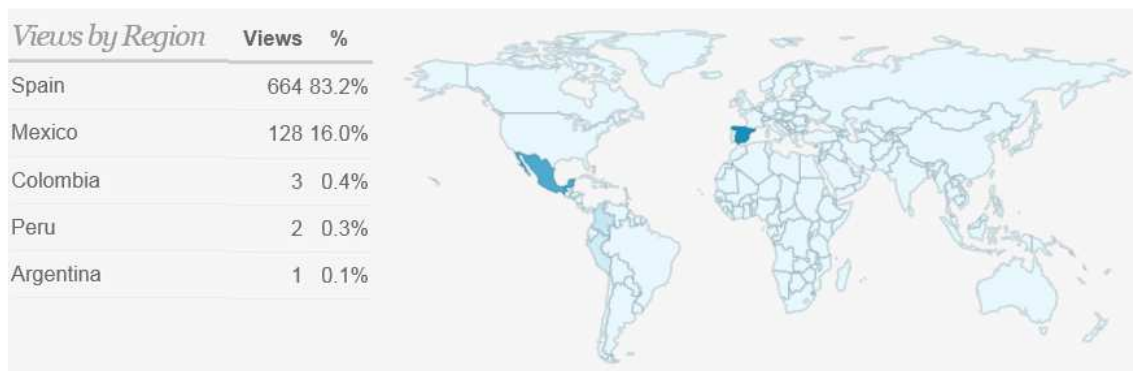 Views by Region Views %
Spain 664 83.2%
Mexico 128 16.0%
Colombia 3 0.4%
Peru 2 0.3%
Argentina 1 0.1%